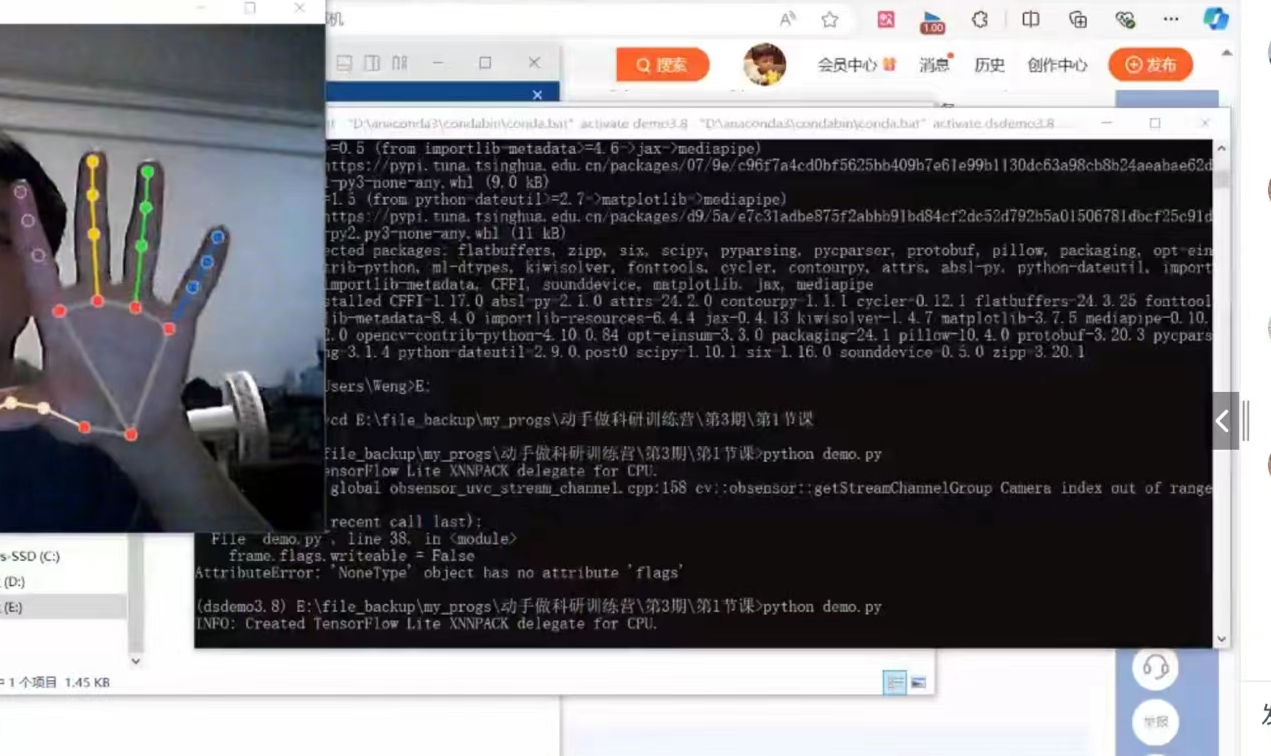 机
1.00
搜索
会员中心
消息
历史
创作中心
发布
"D:\anaconda3\condabin\conda.bat" activate demo3.8 "D:\anaconda3\condabin\conda.bat" activate dsdemo3.8
=0.5 (from importlib-metadata>=4.6->jax->mediapipe)
https://pypi.tuna.tsinghua.edu.cn/packages/07/9e/c96f7a4cd0bf5625bb409b7e61e99b1130dc63a98cb8b24aeabae62d
-py3-none-any.whl (9.0 kB)
=1.5 (from python-dateutil>=2.7->matplotlib->mediapipe)
https://pypi.tuna.tsinghua.edu.cn/packages/d9/5a/e7c31adbe875f2abbb91bd84cf2dc52d792b5a01506781dbcf25c91d
py2.py3-none-any.whl (11 kB)
ected packages: flatbuffers, zipp, six, scipy, pyparsing, pycparser, protobuf, pillow, packaging, opt-ein
rib-python, ml-dtypes, kiwisolver, fonttools, cycler, contourpy, attrs, absl-py, python-dateutil, import
importlib-metadata, CFFI, sounddevice, matplotlib, jax, mediapipe
stalled CFFI-1.17.0 absl-py-2.1.0 attrs-24.2.0 contourpy-1.1.1 cycler-0.12.1 flatbuffers-24.3.25 fonttool
lib-metadata-8.4.0 importlib-resources-6.4.4 jax-0.4.13 kiwisolver-1.4.7 matplotlib-3.7.5 mediapipe-0.10.
2.0 opencv-contrib-python-4.10.0.84 opt-einsum-3.3.0 packaging-24.1 pillow-10.4.0 protobuf-3.20.3 pycpars
ng-3.1.4 python-dateutil-2.9.0.post0 scipy-1.10.1 six-1.16.0 sounddevice-0.5.0 zipp-3.20.1
sers\Weng>E:
>cd E:\file_backup\my_progs\动手做科研训练营\第3期\第1节课
file_backup\my_progs\动手做科研训练营\第3期\第1节课>python demo.py
ensorFlow Lite XNNPACK delegate for CPU.
global obsensor_uvc_stream_channel.cpp:158 cv::obsensor::getStreamChannelGroup Camera index out of range
recent call last):
File "demo.py", line 38, in <module>
frame.flags.writeable = False
AttributeError: 'NoneType' object has no attribute 'flags'
(dsdemo3.8) E:\file_backup\my_progs\动手做科研训练营\第3期\第1节课>python demo.py
INFO: Created TensorFlow Lite XNNPACK delegate for CPU.
s-SSD (C:)
(D:)
(E:)
1 个项目 1.45 KB
举报